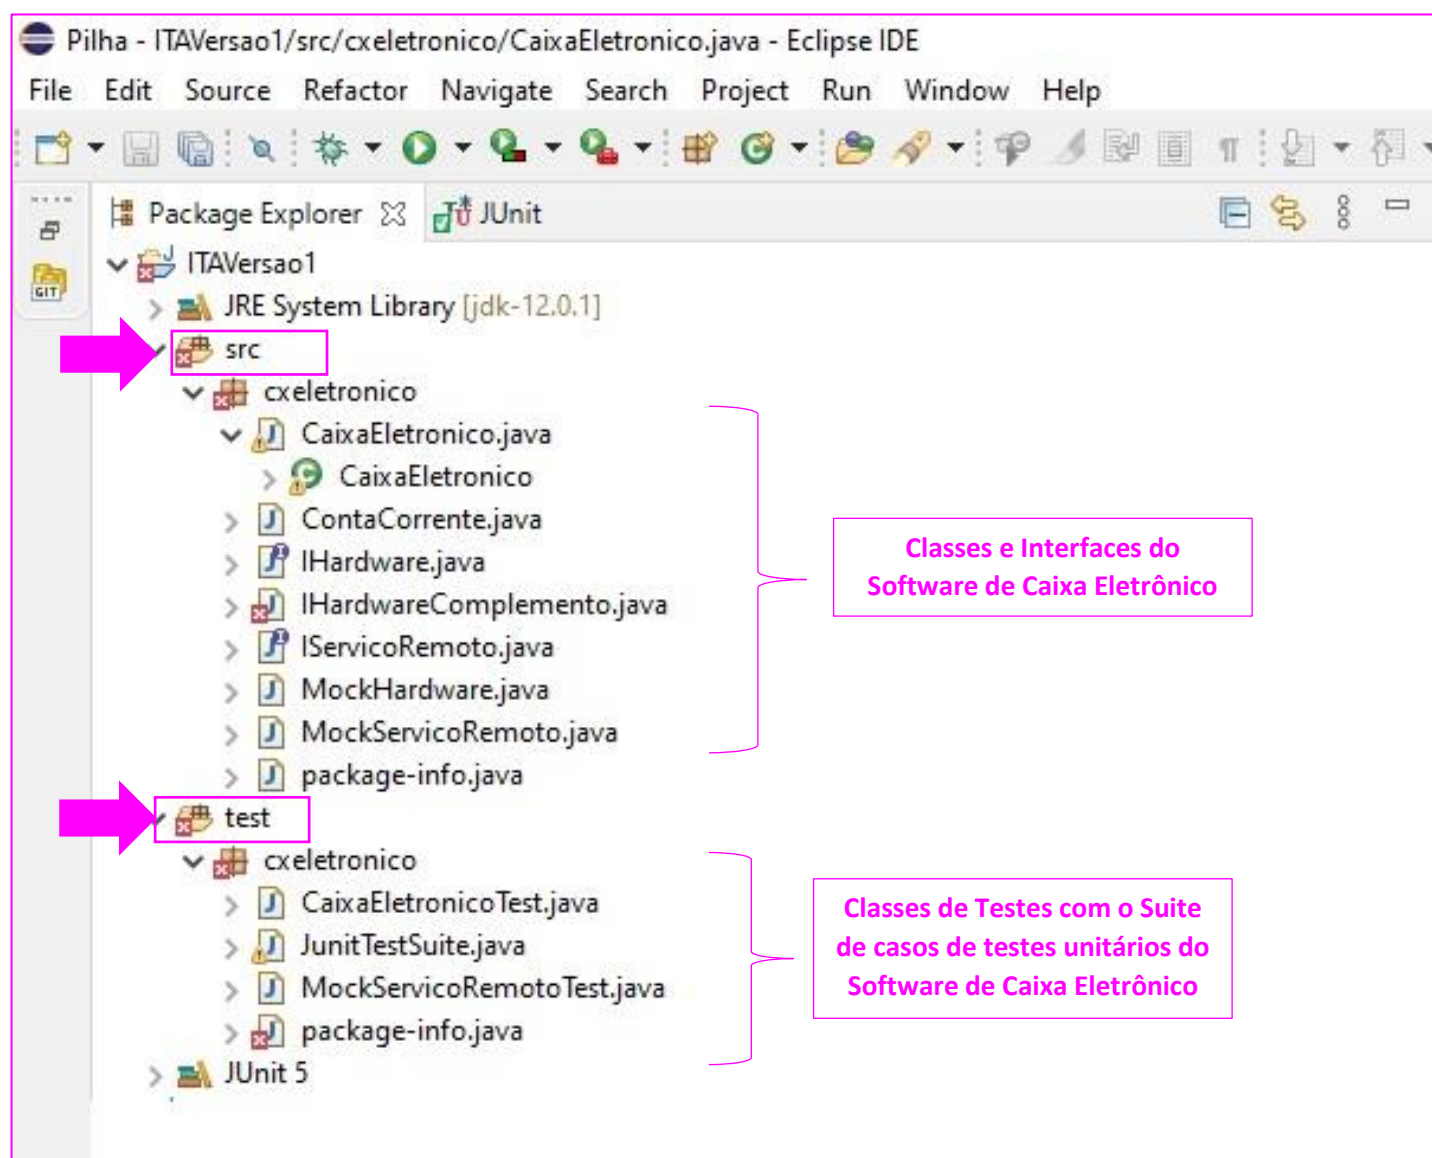 Pilha - ITAVersao1/src/cxeletronico/CaixaEletronico.java - Eclipse IDE
File Edit Source Refactor Navigate Search Project Run Window Help
Package Explorer JUnit
GIT
ITAVersao1
JRE System Library [jdk-12.0.1]
src
cxeletronico
CaixaEletronico.java
CaixaEletronico
ContaCorrente.java
IHardware.java
IHardwareComplemento.java
IServicoRemoto.java
MockHardware.java
MockServicoRemoto.java
package-info.java
Classes e Interfaces do
Software de Caixa Eletrônico
test
cxeletronico
CaixaEletronicoTest.java
JunitTestSuite.java
MockServicoRemotoTest.java
package-info.java
Classes de Testes com o Suite
de casos de testes unitários do
Software de Caixa Eletrônico
JUnit 5